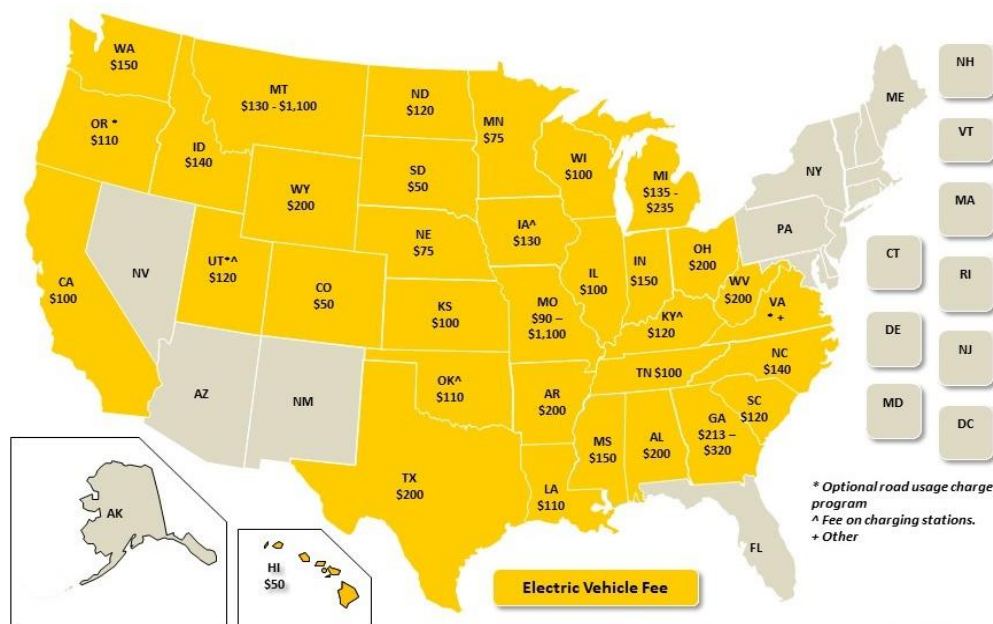 WA
$150
MT
$130 - $1,100
ND
$120
MN
$75
OR *
$110
ID
$140
SD
$50
WI
$100
MI
$135 -
$235
WY
$200
NE
$75
IA^
$130
NV
UT*^
$120
CO
$50
CA
$100
KS
$100
MO
$90 –
$1,100
IL
$100
IN
$150
OH
$200
WV
$200
VA
* +
KY^
$120
NC
$140
TN $100
SC
$120
AZ
NM
OK^
$110
AR
$200
MS
$150
AL
$200
GA
$213 –
$320
TX
$200
LA
$110
FL
NY
PA
ME
NH
VT
MA
CT
RI
DE
NJ
MD
DC
AK
HI
$50
* Optional road usage charge
program
^ Fee on charging stations.
+ Other
Electric Vehicle Fee